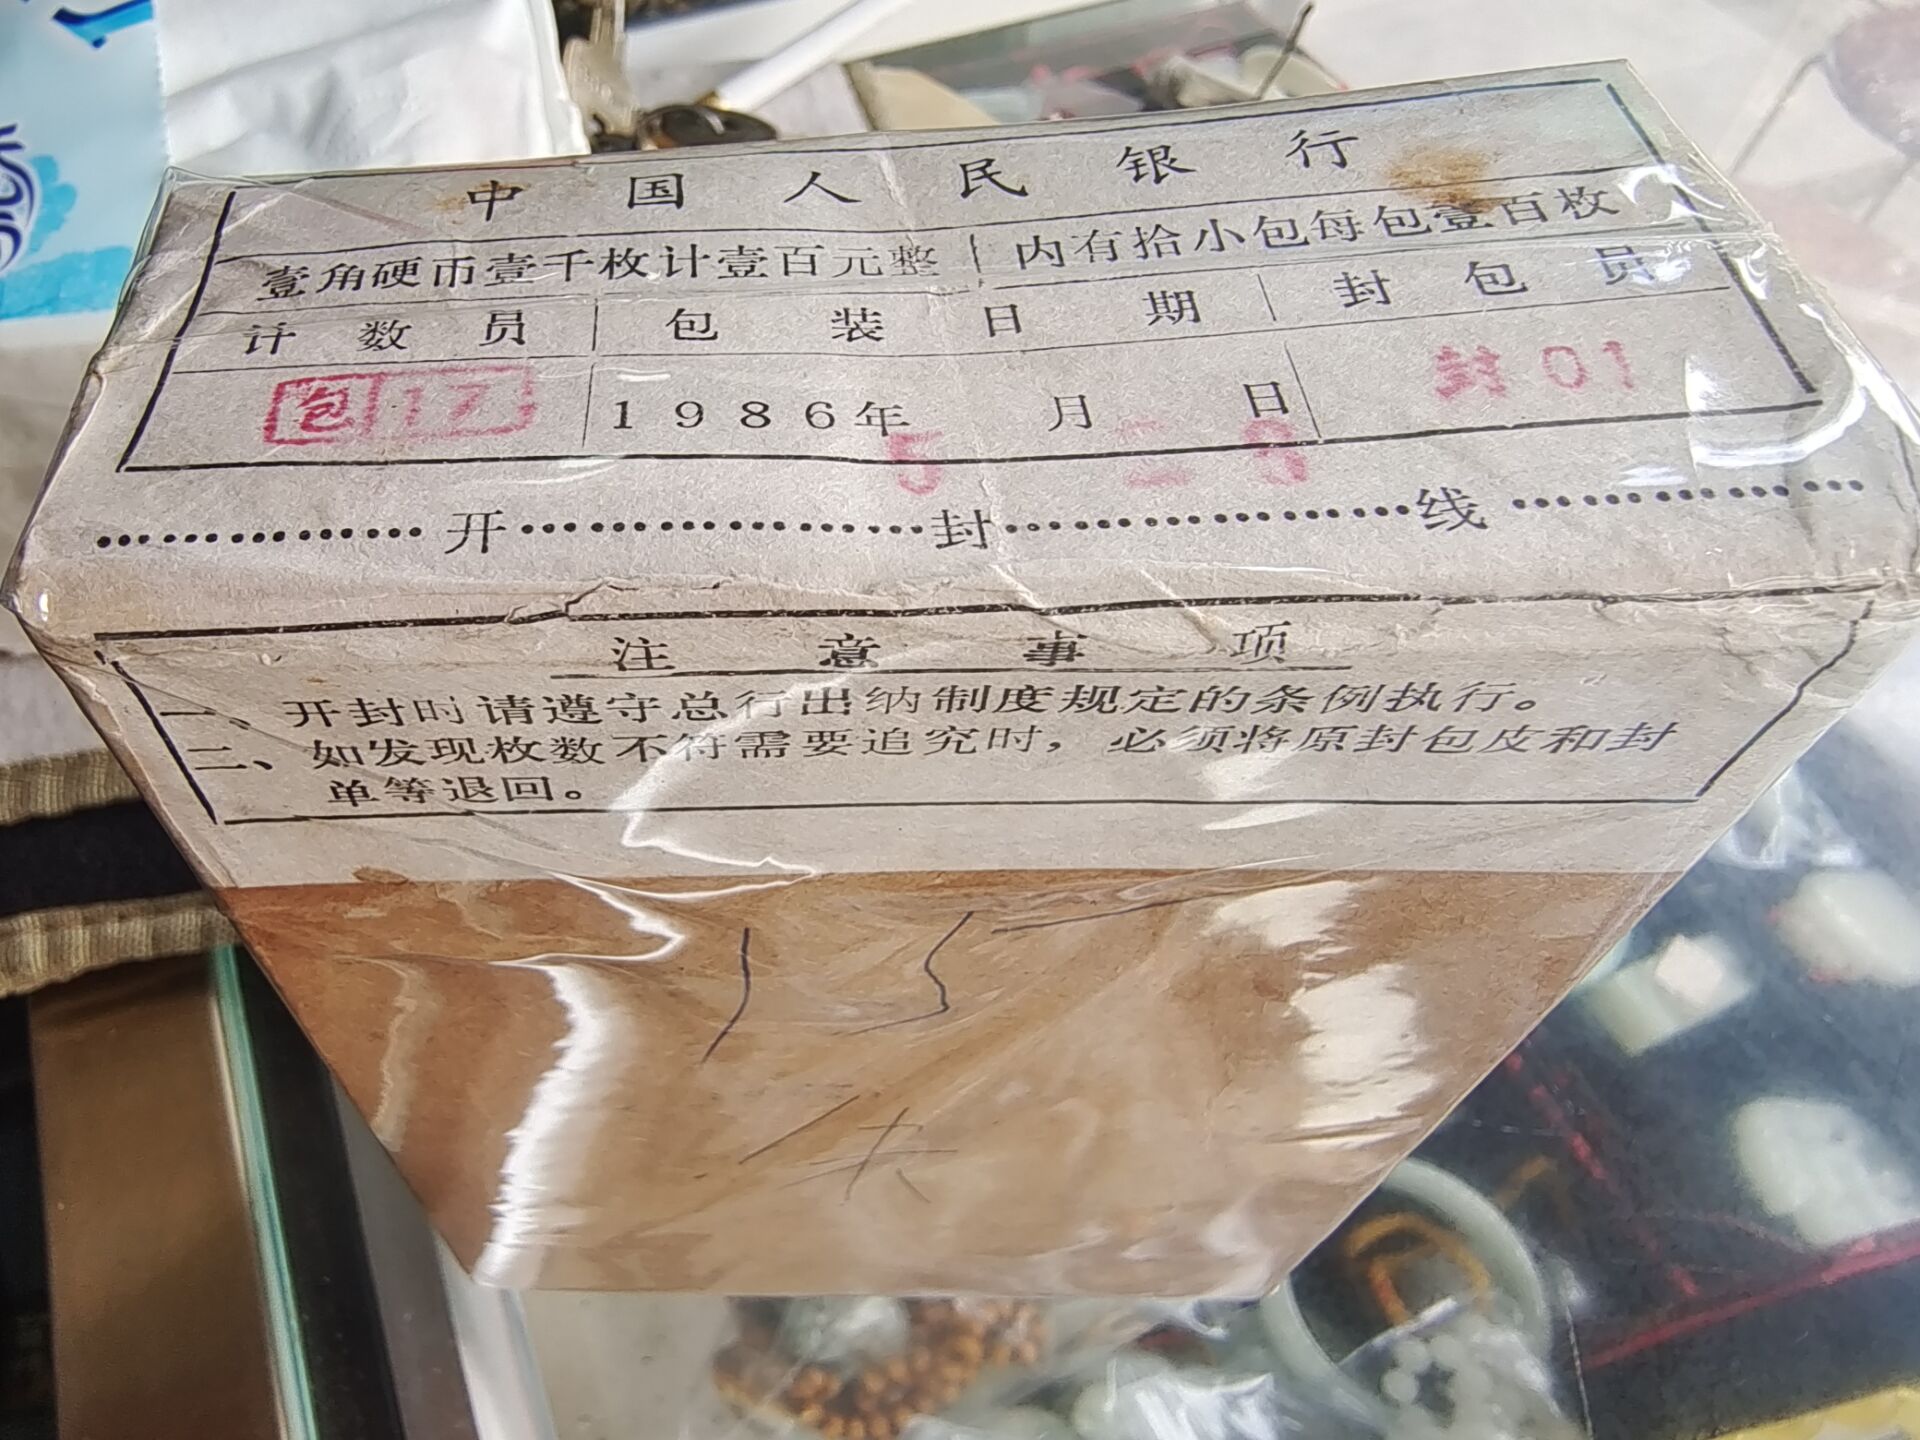 中国人民银行
壹角硬币壹千枚计壹百元整 内有拾小包每包壹百枚
计数员 包装日期 封包员
包 17 1986年 月 日 封01
5 8
开封线
注意事项
一、开封时请遵守总行出纳制度规定的条例执行。
二、如发现枚数不符需要追究时，必须将原封包皮和封
单等退回。